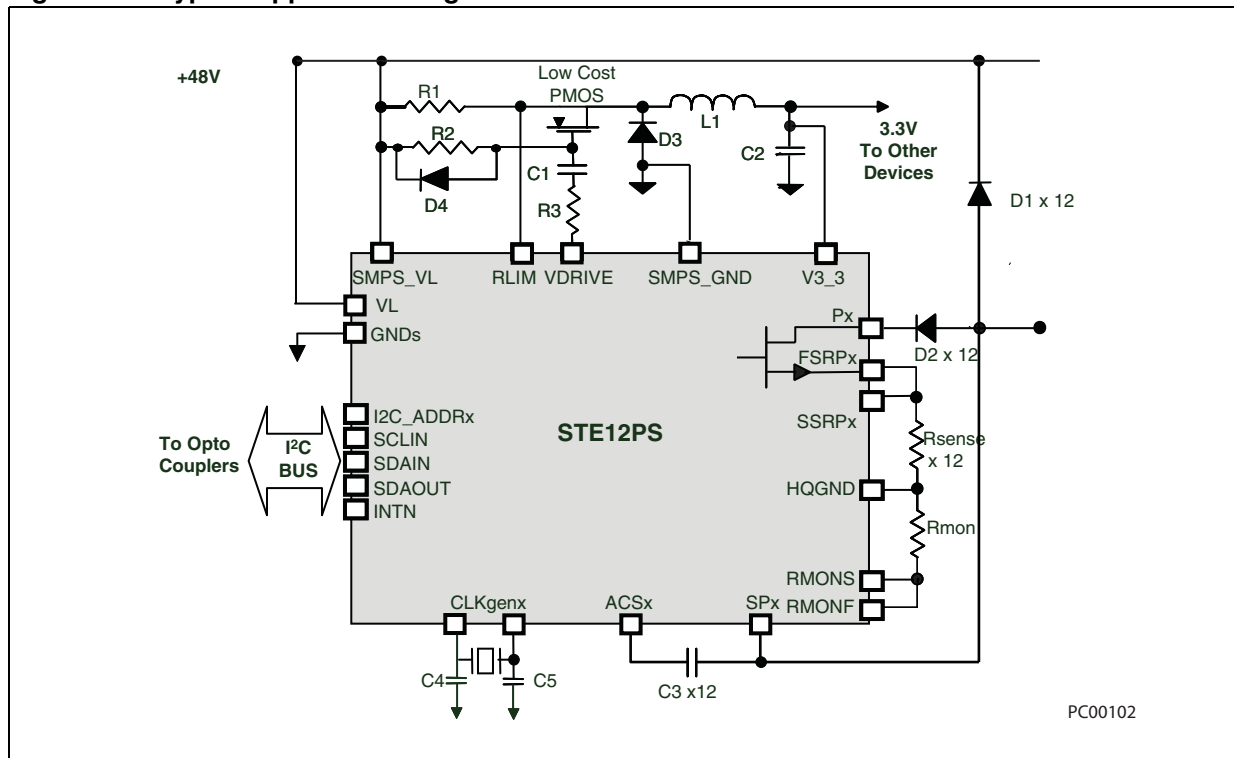 +48V
Low Cost
PMOS
R1
R2
D4
C1
R3
D3
L1
C2
3.3V
To Other
Devices
D1 x 12
SMPS_VL
RLIM
VDRIVE
SMPS_GND
V3_3
VL
GNDs
Px
D2 x 12
FSRPx
SSRPx
I2C_ADDRx
SCLIN
SDAIN
SDAOUT
INTN
To Opto
Couplers
I²C
BUS
STE12PS
Rsense
x 12
HQGND
Rmon
RMONS
RMONF
CLKgenx
ACSx
SPx
C4
C5
C3 x12
PC00102